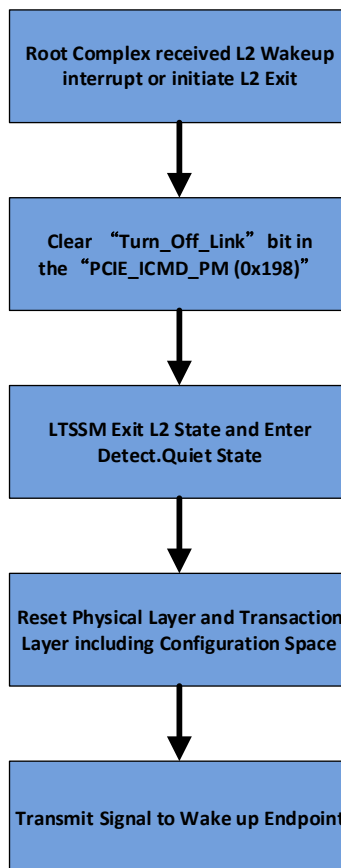 Root Complex received L2 Wakeup
interrupt or initiate L2 Exit
Clear “Turn_Off_Link” bit in
the “PCIE_ICMD_PM (0x198)”
LTSSM Exit L2 State and Enter
Detect.Quiet State
Reset Physical Layer and Transaction
Layer including Configuration Space
Transmit Signal to Wake up Endpoint